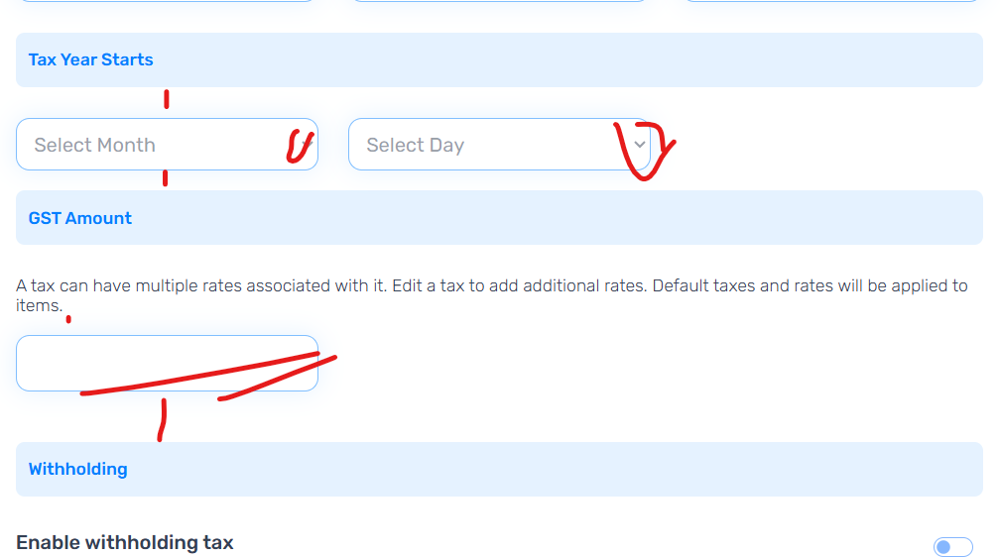 Tax Year Starts
Select Month
Select Day
GST Amount
A tax can have multiple rates associated with it. Edit a tax to add additional rates. Default taxes and rates will be applied to
items.
Withholding
Enable withholding tax